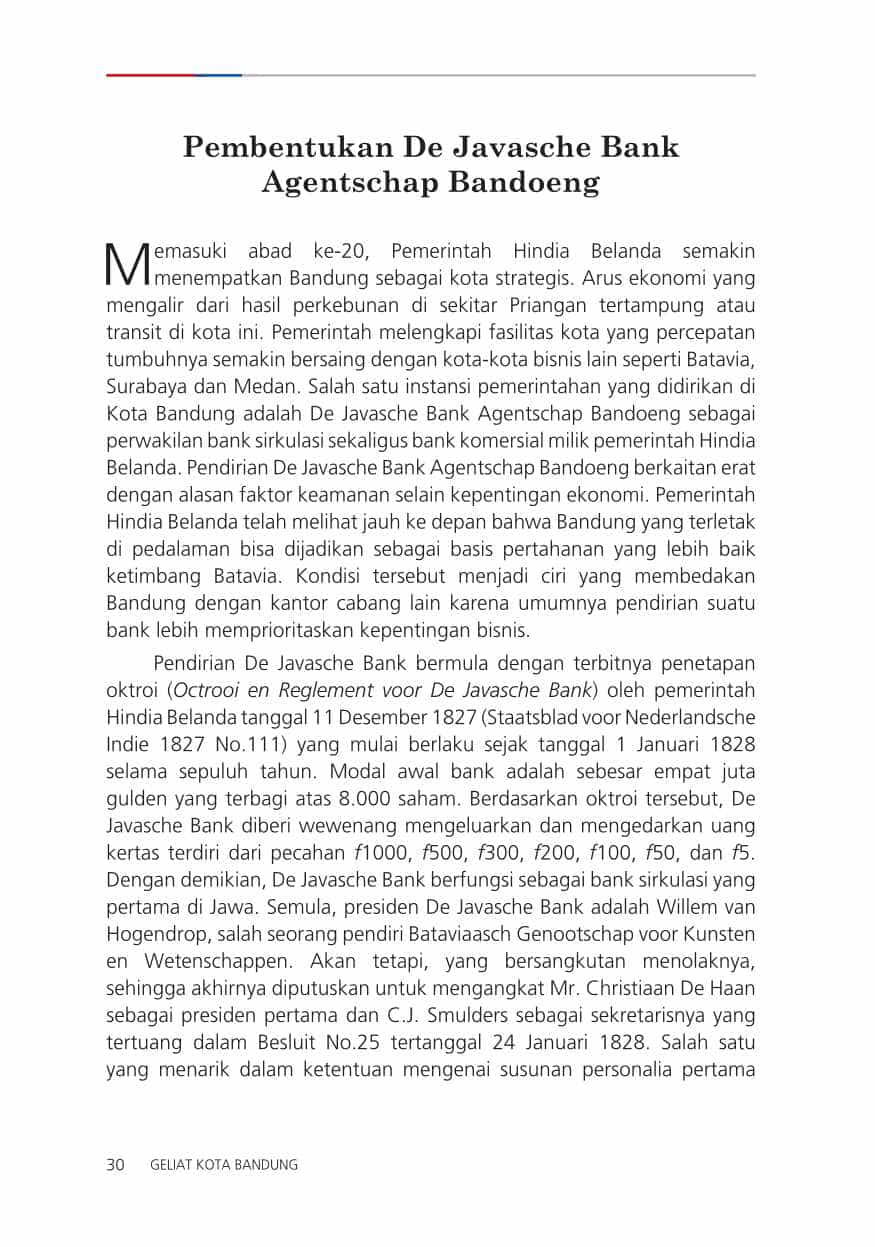 Pembentukan De Javasche Bank
Agentschap Bandoeng
Memasuki abad ke-20, Pemerintah Hindia Belanda semakin
menempatkan Bandung sebagai kota strategis. Arus ekonomi yang
mengalir dari hasil perkebunan di sekitar Priangan tertampung atau
transit di kota ini. Pemerintah melengkapi fasilitas kota yang percepatan
tumbuhnya semakin bersaing dengan kota-kota bisnis lain seperti Batavia,
Surabaya dan Medan. Salah satu instansi pemerintahan yang didirikan di
Kota Bandung adalah De Javasche Bank Agentschap Bandoeng sebagai
perwakilan bank sirkulasi sekaligus bank komersial milik pemerintah Hindia
Belanda. Pendirian De Javasche Bank Agentschap Bandoeng berkaitan erat
dengan alasan faktor keamanan selain kepentingan ekonomi. Pemerintah
Hindia Belanda telah melihat jauh ke depan bahwa Bandung yang terletak
di pedalaman bisa dijadikan sebagai basis pertahanan yang lebih baik
ketimbang Batavia. Kondisi tersebut menjadi ciri yang membedakan
Bandung dengan kantor cabang lain karena umumnya pendirian suatu
bank lebih memprioritaskan kepentingan bisnis.
Pendirian De Javasche Bank bermula dengan terbitnya penetapan
oktroi (Octrooi en Reglement voor De Javasche Bank) oleh pemerintah
Hindia Belanda tanggal 11 Desember 1827 (Staatsblad voor Nederlandsche
Indie 1827 No.111) yang mulai berlaku sejak tanggal 1 Januari 1828
selama sepuluh tahun. Modal awal bank adalah sebesar empat juta
gulden yang terbagi atas 8.000 saham. Berdasarkan oktroi tersebut, De
Javasche Bank diberi wewenang mengeluarkan dan mengedarkan uang
kertas terdiri dari pecahan f1000, f500, f300, f200, f100, f50, dan f5.
Dengan demikian, De Javasche Bank berfungsi sebagai bank sirkulasi yang
pertama di Jawa. Semula, presiden De Javasche Bank adalah Willem van
Hogendrop, salah seorang pendiri Bataviaasch Genootschap voor Kunsten
en Wetenschappen. Akan tetapi, yang bersangkutan menolaknya,
sehingga akhirnya diputuskan untuk mengangkat Mr. Christiaan De Haan
sebagai presiden pertama dan C.J. Smulders sebagai sekretarisnya yang
tertuang dalam Besluit No.25 tertanggal 24 Januari 1828. Salah satu
yang menarik dalam ketentuan mengenai susunan personalia pertama
30 GELIAT KOTA BANDUNG